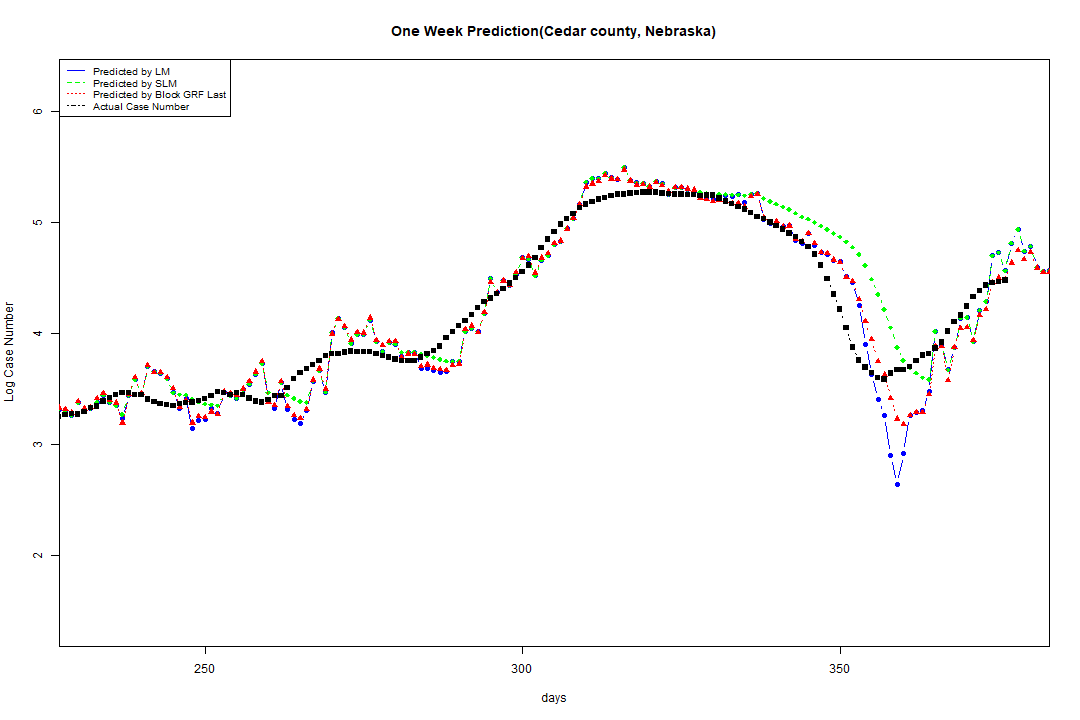 One Week Prediction(Cedar county, Nebraska)
Predicted by LM
Predicted by SLM
Predicted by Block GRF Last
Actual Case Number
6
5
4
3
2
Log Case Number
250 300 350
days